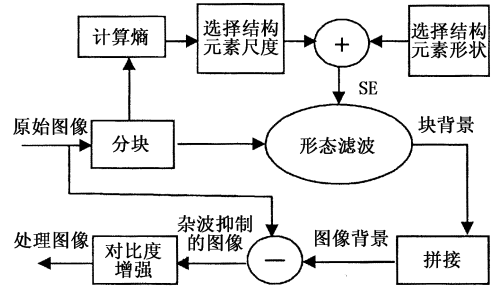 计算熵
选择结构
元素尺度
+
选择结构
元素形状
SE
原始图像
分块
形态滤波
块背景
处理图像
对比度
增强
杂波抑制
的图像
−
图像背景
拼接